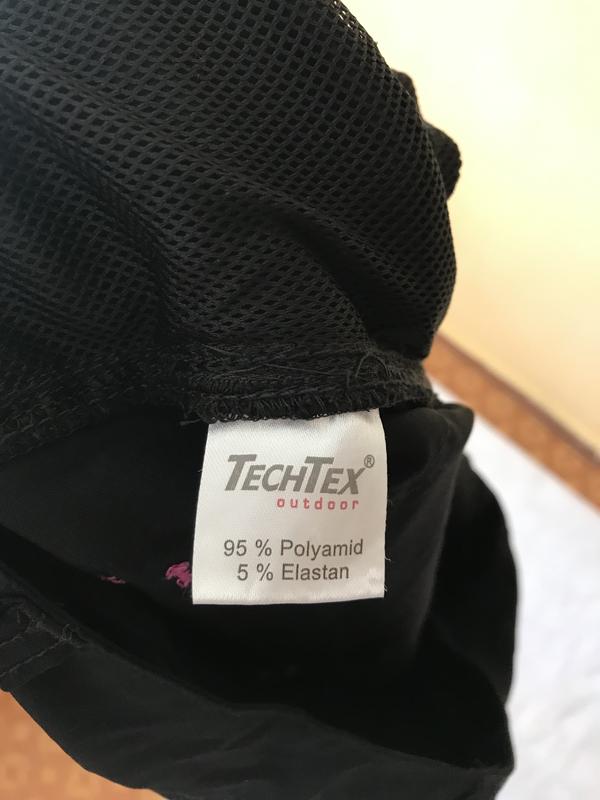 TECHTEX®
outdoor
95 % Polyamid
5 % Elastan